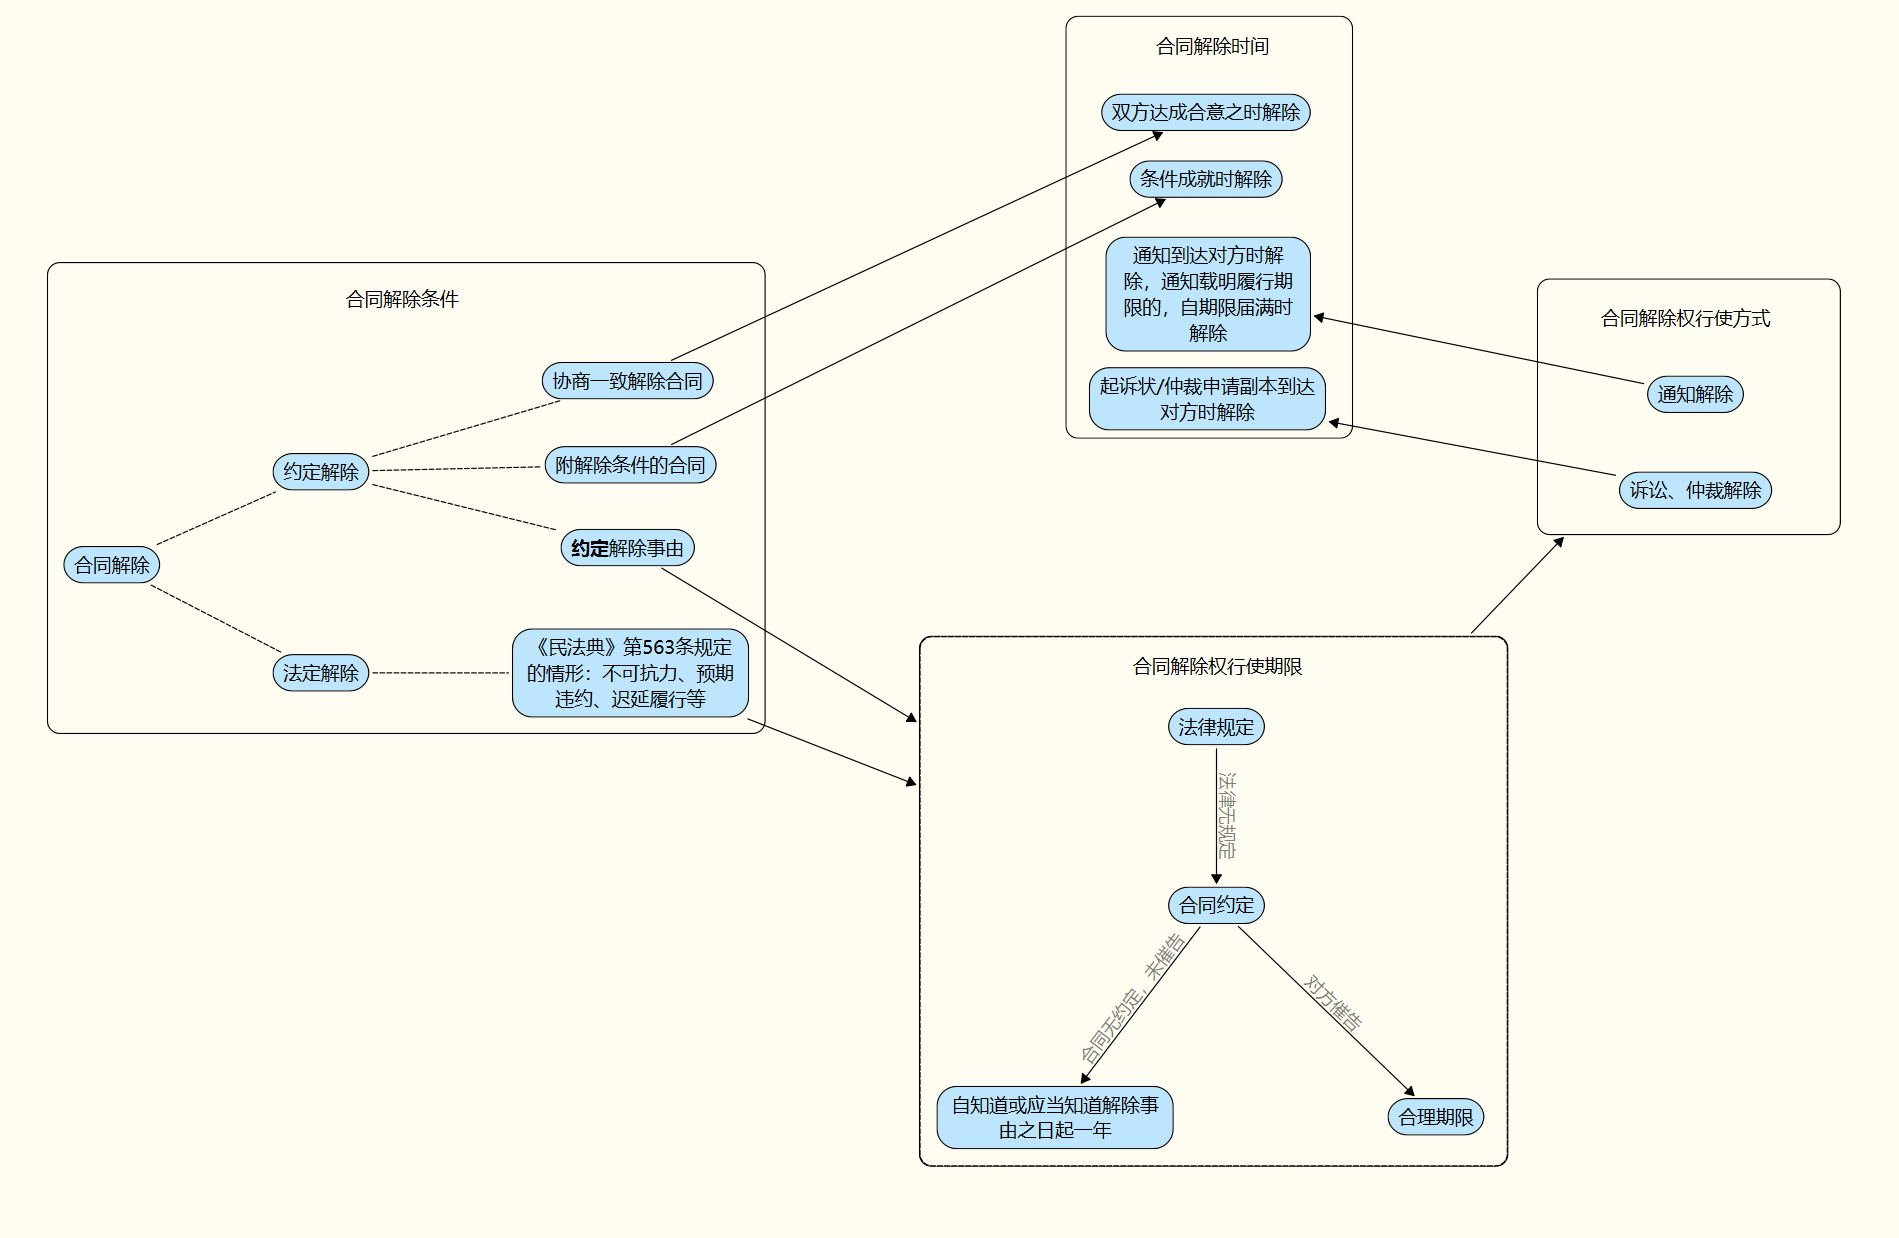 合同解除时间
双方达成合意之时解除
条件成就时解除
通知到达对方时解
除，通知载明履行期
限的，自期限届满时
解除
起诉状/仲裁申请副本到达
对方时解除
合同解除条件
协商一致解除合同
约定解除
附解除条件的合同
约定解除事由
合同解除
法定解除
《民法典》第563条规定
的情形：不可抗力、预期
违约、迟延履行等
合同解除权行使方式
通知解除
诉讼、仲裁解除
合同解除权行使期限
法律规定
法律无规定
合同约定
合同无约定，未催告
对方催告
自知道或应当知道解除事
由之日起一年
合理期限